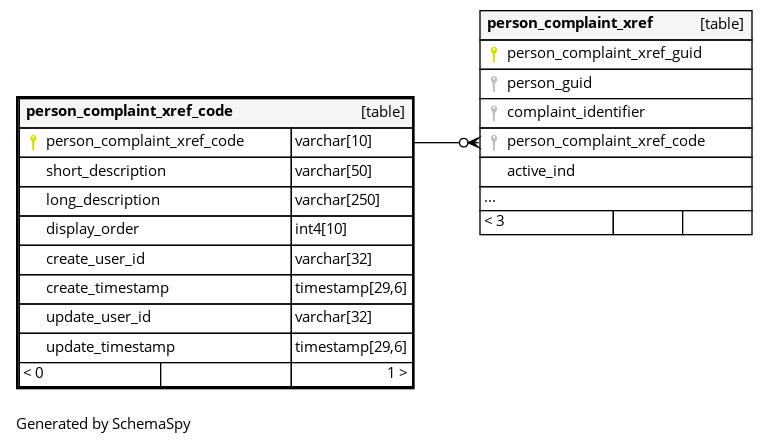 person_complaint_xref [table]
person_complaint_xref_guid
person_guid
complaint_identifier
person_complaint_xref_code
active_ind
...
< 3
person_complaint_xref_code [table]
person_complaint_xref_code varchar[10]
short_description varchar[50]
long_description varchar[250]
display_order int4[10]
create_user_id varchar[32]
create_timestamp timestamp[29,6]
update_user_id varchar[32]
update_timestamp timestamp[29,6]
< 0 1 >
Generated by SchemaSpy